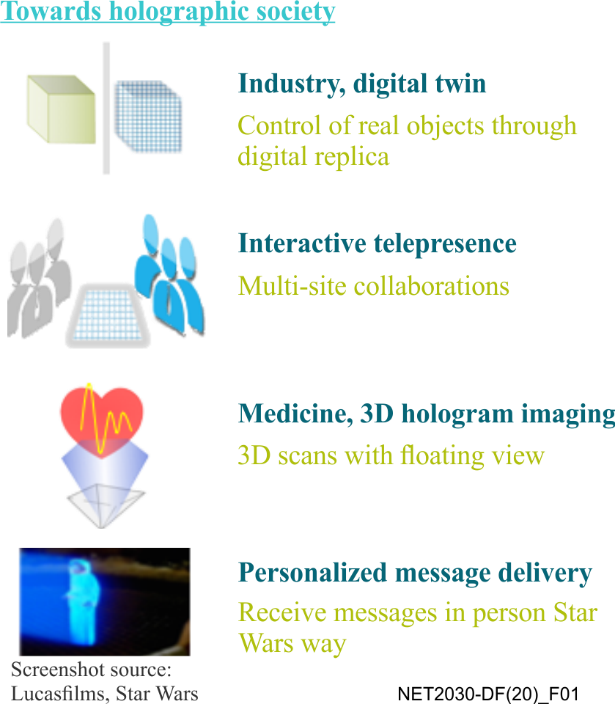 Towards holographic society
Industry, digital twin
Control of real objects through
digital replica
Interactive telepresence
Multi-site collaborations
Medicine, 3D hologram imaging
3D scans with floating view
Personalized message delivery
Receive messages in person Star
Wars way
Screenshot source:
Lucasfilms, Star Wars
NET2030-DF(20)_F01